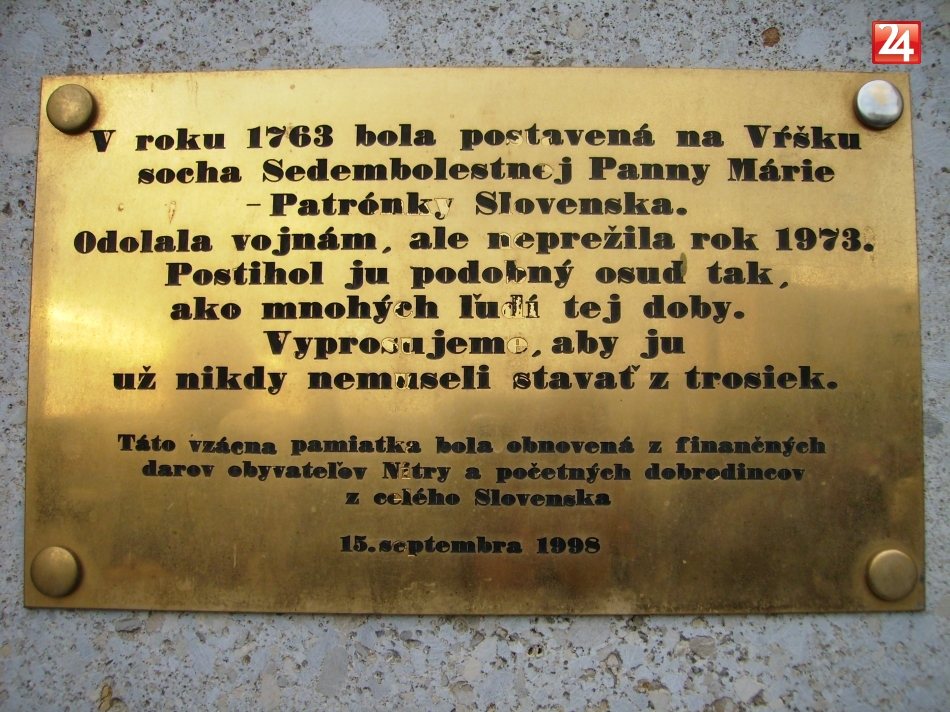 24
V roku 1763 bola postavená na Vŕšku
socha Sedembolestnej Panny Márie
- Patrónky Slovenska.
Odolala vojnám, ale neprežila rok 1973.
Postihol ju podobný osud tak,
ako mnohých ľudí tej doby.
Vyprosujeme, aby ju
už nikdy nemuseli stavať z trosiek.
Táto vzácna pamiatka bola obnovená z finančných
darov obyvateľov Nitry a početných dobrodincov
z celého Slovenska
15. septembra 1998